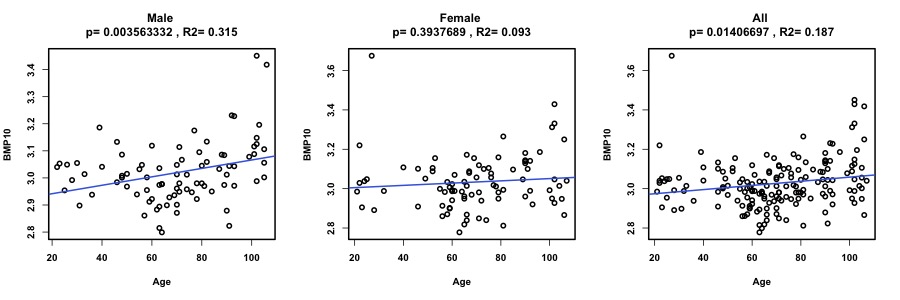 Male
p= 0.003563332 , R2= 0.315
BMP10
3.4
3.3
3.2
3.1
3.0
2.9
2.8
20 40 60 80 100
Age
Female
p= 0.3937689 , R2= 0.093
BMP10
3.6
3.4
3.2
3.0
2.8
20 40 60 80 100
Age
All
p= 0.01406697 , R2= 0.187
BMP10
3.6
3.4
3.2
3.0
2.8
20 40 60 80 100
Age